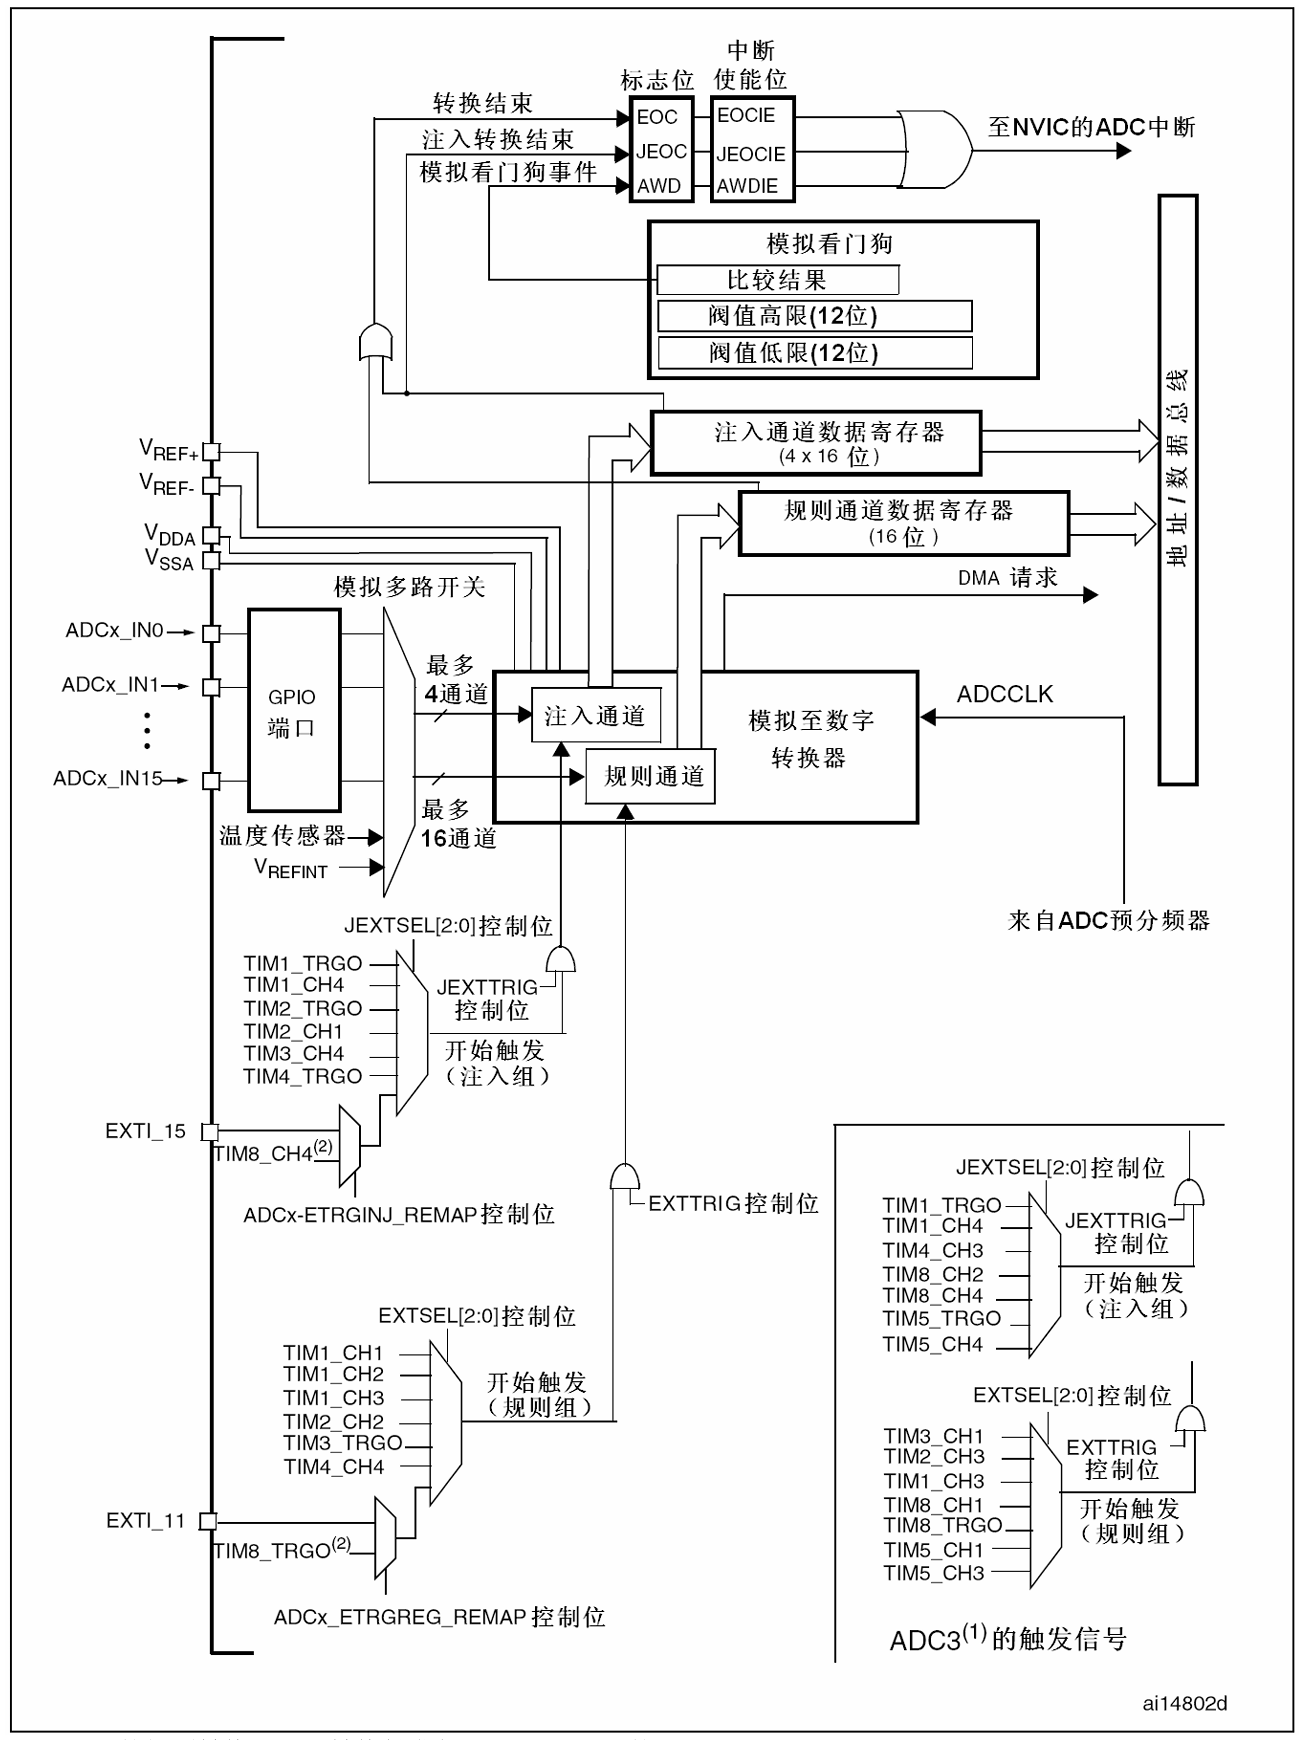 中断
标志位 使能位
转换结束
EOC EOCIE
注入转换结束
JEOC JEOCIE
至NVIC的ADC中断
模拟看门狗事件
AWD AWDIE
模拟看门狗
比较结果
阀值高限(12位)
阀值低限(12位)
地址/数据总线
注入通道数据寄存器
(4 x 16 位)
规则通道数据寄存器
(16 位)
DMA 请求
VREF+
VREF-
VDDA
VSSA
模拟多路开关
ADCx_IN0
ADCx_IN1
ADCx_IN15
GPIO
端口
最多
4通道
注入通道
规则通道
模拟至数字
转换器
ADCCLK
最多
16通道
温度传感器
VREFINT
来自ADC预分频器
JEXTSEL[2:0]控制位
TIM1_TRGO
TIM1_CH4
TIM2_TRGO
TIM2_CH1
TIM3_CH4
TIM4_TRGO
JEXTTRIG
控制位
开始触发
(注入组)
EXTI_15
TIM8_CH4(2)
ADCx-ETRGINJ_REMAP控制位
EXTTRIG控制位
EXTSEL[2:0]控制位
TIM1_CH1
TIM1_CH2
TIM1_CH3
TIM2_CH2
TIM3_TRGO
TIM4_CH4
开始触发
(规则组)
EXTI_11
TIM8_TRGO(2)
ADCx_ETRGREG_REMAP控制位
JEXTSEL[2:0]控制位
TIM1_TRGO
TIM1_CH4
TIM4_CH3
TIM8_CH2
TIM8_CH4
TIM5_TRGO
TIM5_CH4
JEXTTRIG
控制位
开始触发
(注入组)
EXTSEL[2:0]控制位
TIM3_CH1
TIM2_CH3
TIM1_CH3
TIM8_CH1
TIM8_TRGO
TIM5_CH1
TIM5_CH3
EXTTRIG
控制位
开始触发
(规则组)
ADC3(1)的触发信号
ai14802d